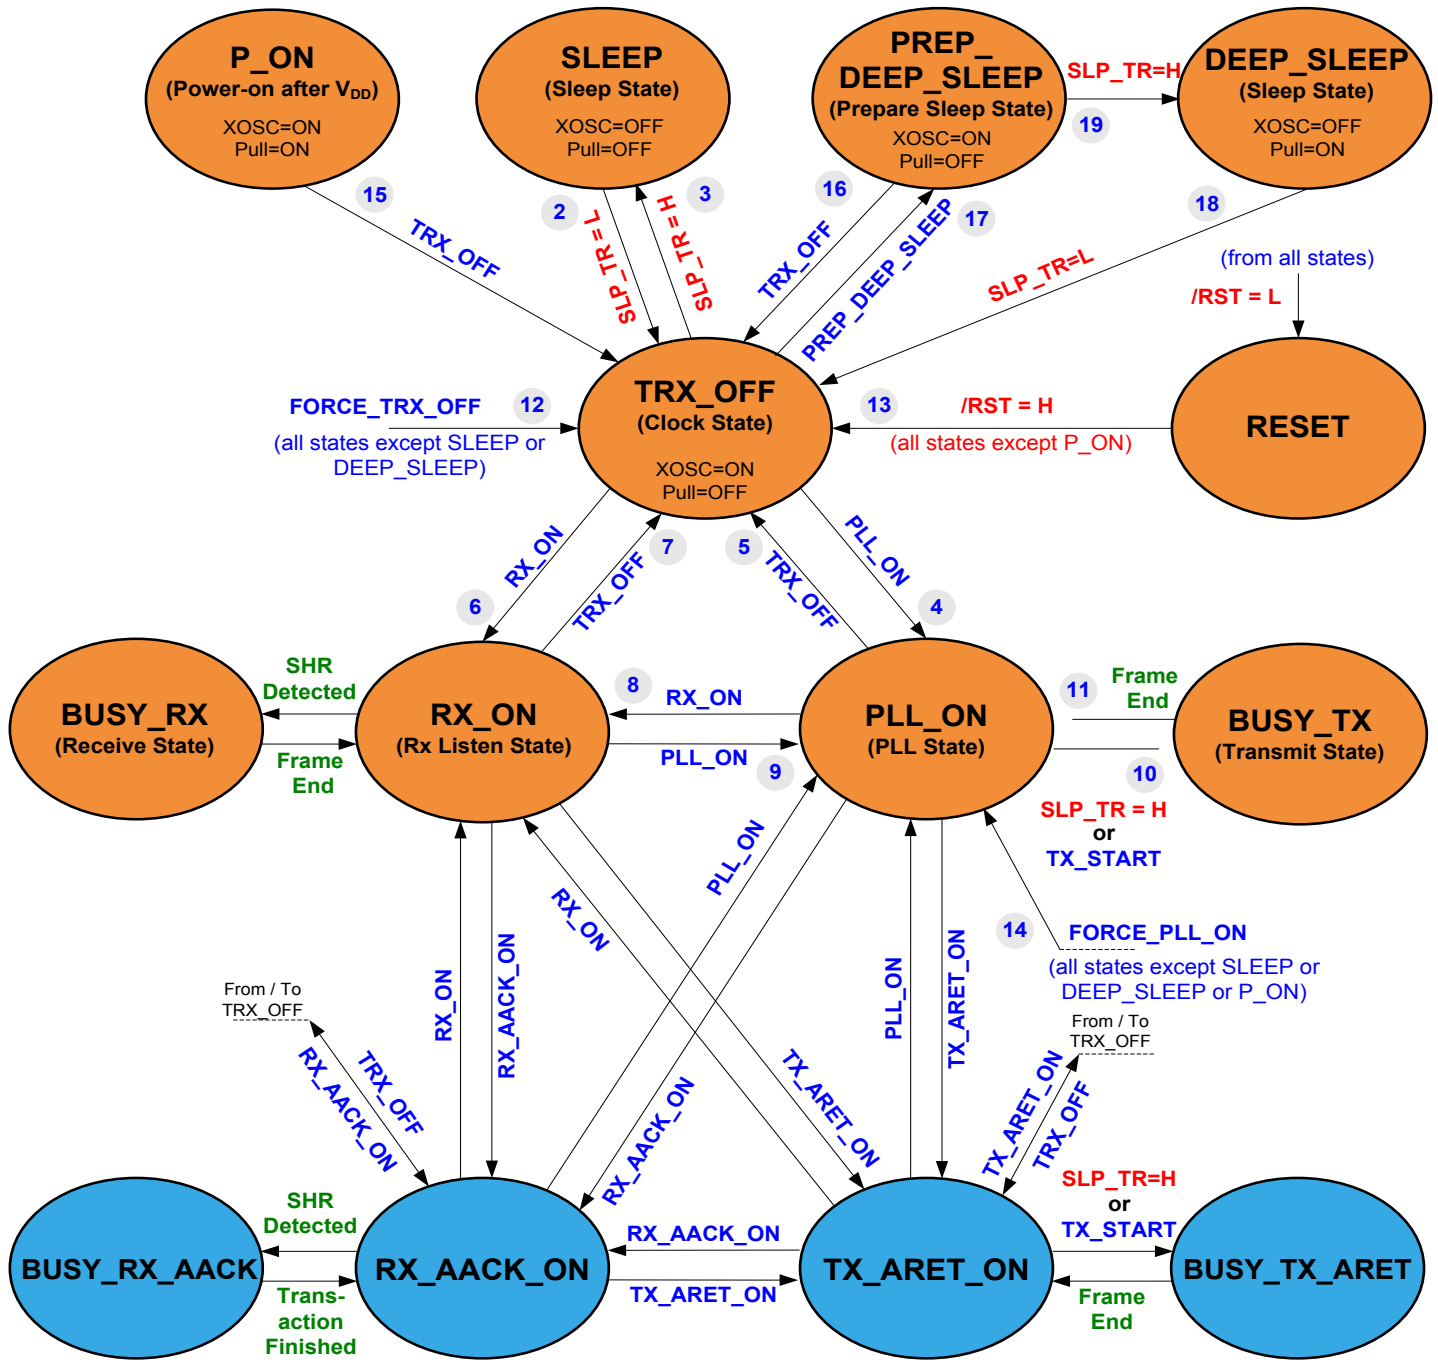 P_ON
(Power-on after VDD)
XOSC=ON
Pull=ON
SLEEP
(Sleep State)
XOSC=OFF
Pull=OFF
PREP_
DEEP_SLEEP
(Prepare Sleep State)
XOSC=ON
Pull=OFF
SLP_TR=H
19
DEEP_SLEEP
(Sleep State)
XOSC=OFF
Pull=ON
15
TRX_OFF
2
SLP_TR = L
3
SLP_TR = H
16
TRX_OFF
17
PREP_DEEP_SLEEP
18
SLP_TR=L
(from all states)
/RST = L
FORCE_TRX_OFF
12
(all states except SLEEP or
DEEP_SLEEP)
TRX_OFF
(Clock State)
XOSC=ON
Pull=OFF
13
/RST = H
(all states except P_ON)
RESET
RX_ON
6
TRX_OFF
7
5
TRX_OFF
PLL_ON
4
BUSY_RX
(Receive State)
SHR
Detected
Frame
End
RX_ON
(Rx Listen State)
8
RX_ON
PLL_ON
9
PLL_ON
(PLL State)
11
Frame
End
10
SLP_TR = H
or
TX_START
BUSY_TX
(Transmit State)
14
FORCE_PLL_ON
(all states except SLEEP or
DEEP_SLEEP or P_ON)
RX_ON
RX_AACK_ON
RX_ON
PLL_ON
TX_ARET_ON
RX_AACK_ON
PLL_ON
TX_ARET_ON
From / To
TRX_OFF
TRX_OFF
RX_AACK_ON
From / To
TRX_OFF
TX_ARET_ON
TRX_OFF
BUSY_RX_AACK
SHR
Detected
Trans-
action
Finished
RX_AACK_ON
RX_AACK_ON
TX_ARET_ON
TX_ARET_ON
SLP_TR=H
or
TX_START
Frame
End
BUSY_TX_ARET